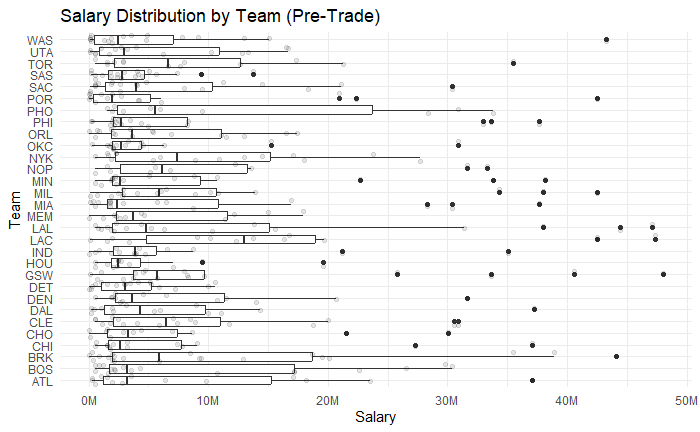 Salary Distribution by Team (Pre-Trade)
Team
WAS
UTA
TOR
SAS
SAC
POR
PHO
PHI
ORL
OKC
NYK
NOP
MIN
MIL
MIA
MEM
LAL
LAC
IND
HOU
GSW
DET
DEN
DAL
CLE
CHO
CHI
BRK
BOS
ATL
0M 10M 20M 30M 40M 50M
Salary